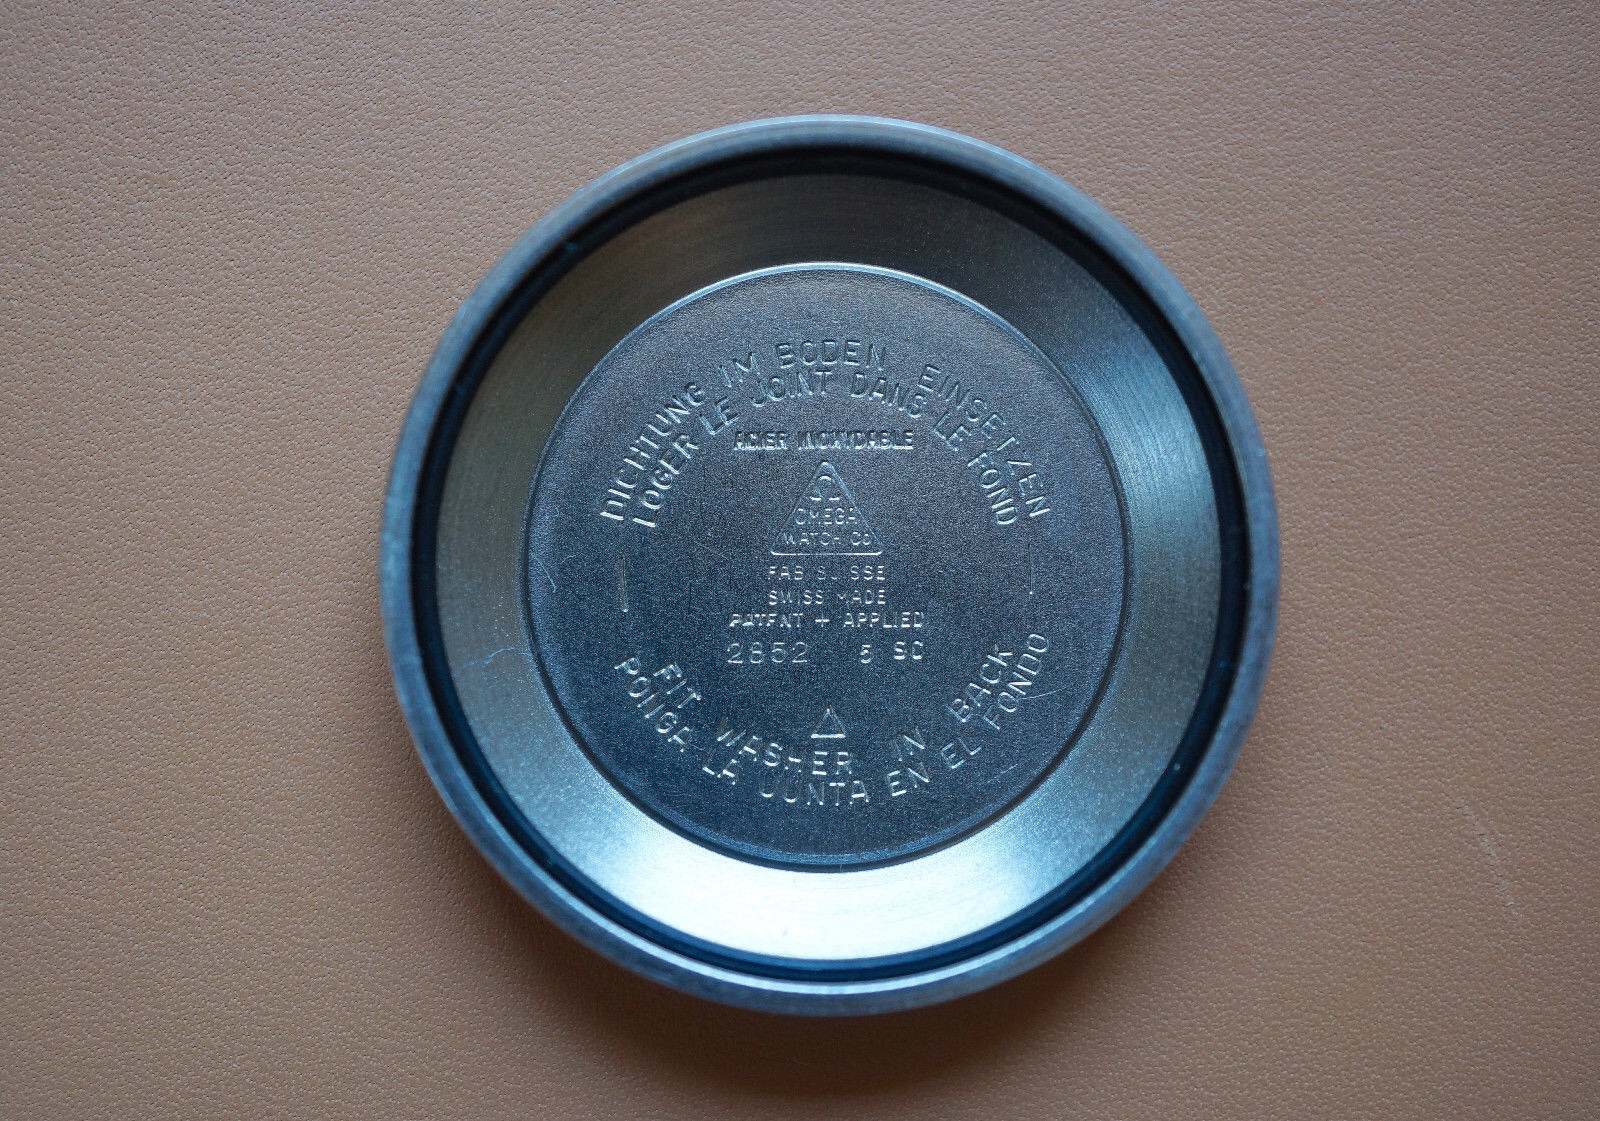 DICHTUNG IM BODEN EINSETZEN
LOGER LE JOINT DANS LE FOND
ACIER INOXYDABLE
Ω
OMEGA
WATCH CO
FAB SUISSE
SWISS MADE
PATENT + APPLIED
2852 5 SC
FIT WASHER IN BACK
PONGA LA JUNTA EN EL FONDO